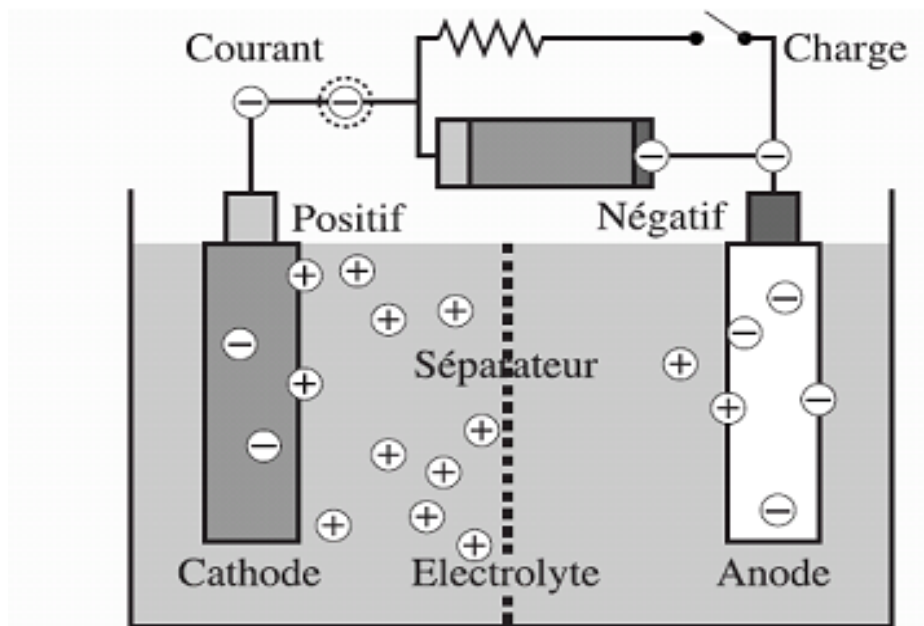 Courant
Charge
Positif
Négatif
Séparateur
Cathode
Electrolyte
Anode